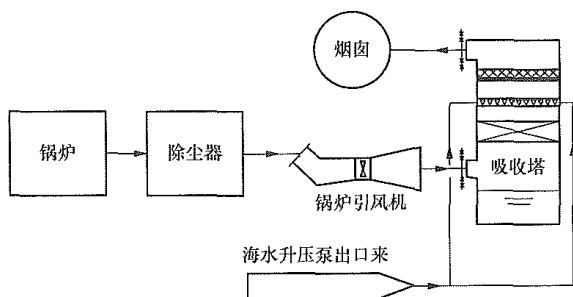 烟囱
锅炉
除尘器
吸收塔
锅炉引风机
海水升压泵出口来